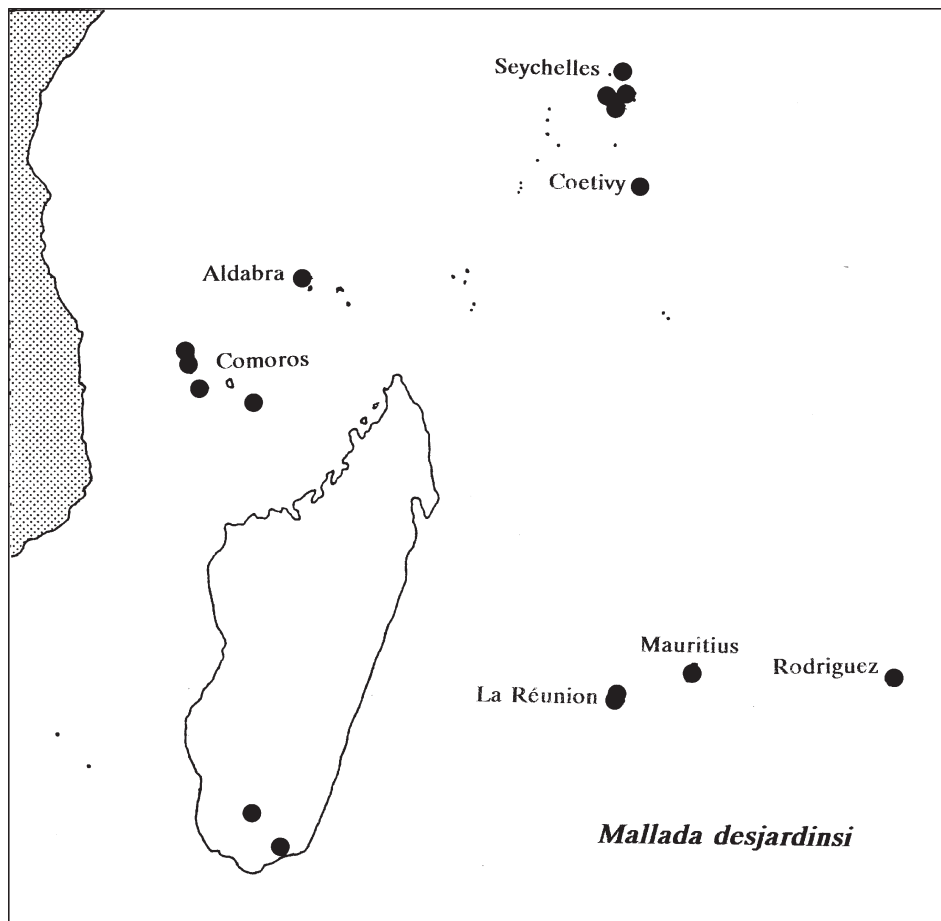 Seychelles
Coetivy
Aldabra
Comoros
Mauritius
Rodriguez
La Réunion
Mallada desjardinsi